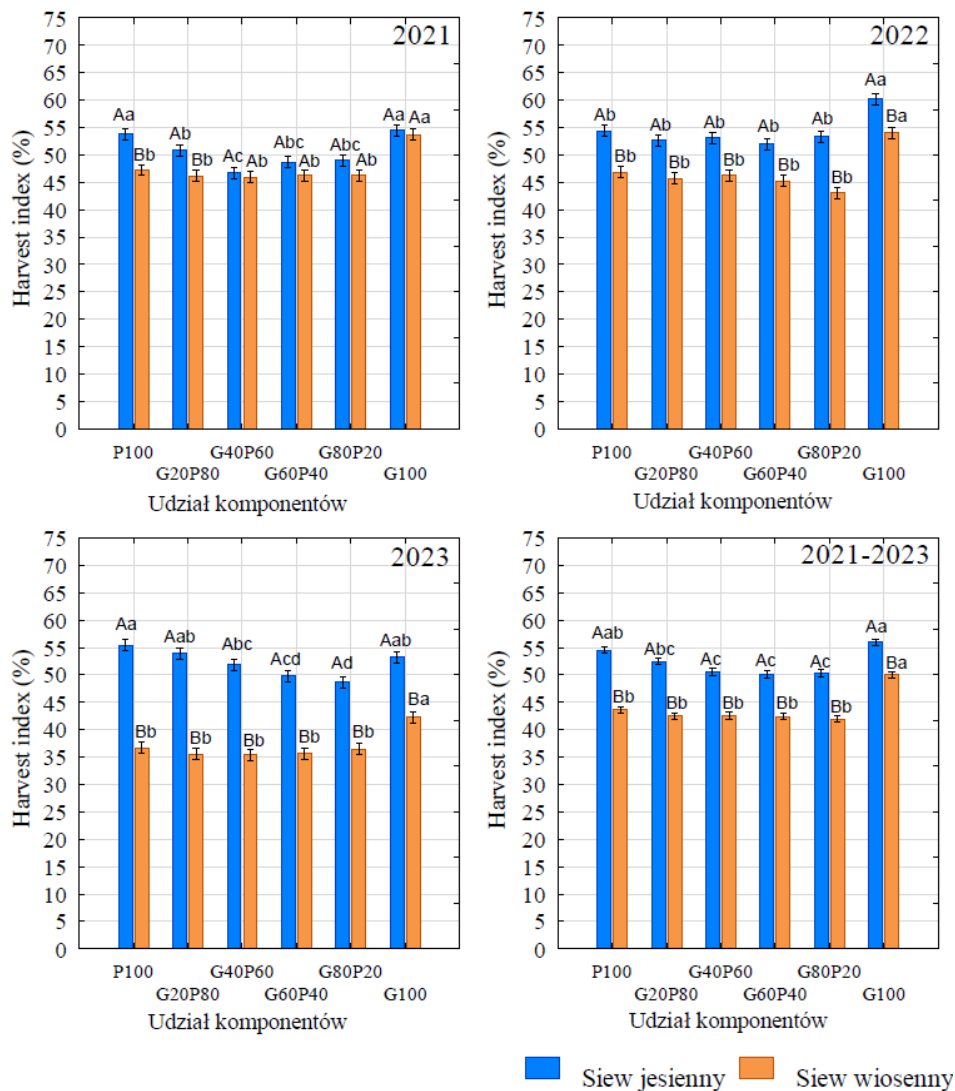 75
70
65
60
55
50
45
40
35
30
25
20
15
10
5
0
Harvest index (%)
2021
Aa
Bb
Ab
Bb
Ac
Ab
Abc
Ab
Abc
Ab
Aa
Aa
P100
G40P60
G80P20
G20P80
G60P40
G100
Udział komponentów
75
70
65
60
55
50
45
40
35
30
25
20
15
10
5
0
Harvest index (%)
2022
Ab
Bb
Ab
Bb
Ab
Bb
Ab
Bb
Ab
Bb
Aa
Ba
P100
G40P60
G80P20
G20P80
G60P40
G100
Udział komponentów
75
70
65
60
55
50
45
40
35
30
25
20
15
10
5
0
Harvest index (%)
2023
Aa
Bb
Aab
Bb
Abc
Bb
Acd
Bb
Ad
Bb
Aab
Ba
P100
G40P60
G80P20
G20P80
G60P40
G100
Udział komponentów
75
70
65
60
55
50
45
40
35
30
25
20
15
10
5
0
Harvest index (%)
2021-2023
Aab
Bb
Abc
Bb
Ac
Bb
Ac
Bb
Ac
Bb
Aa
Ba
P100
G40P60
G80P20
G20P80
G60P40
G100
Udział komponentów
Siew jesienny
Siew wiosenny